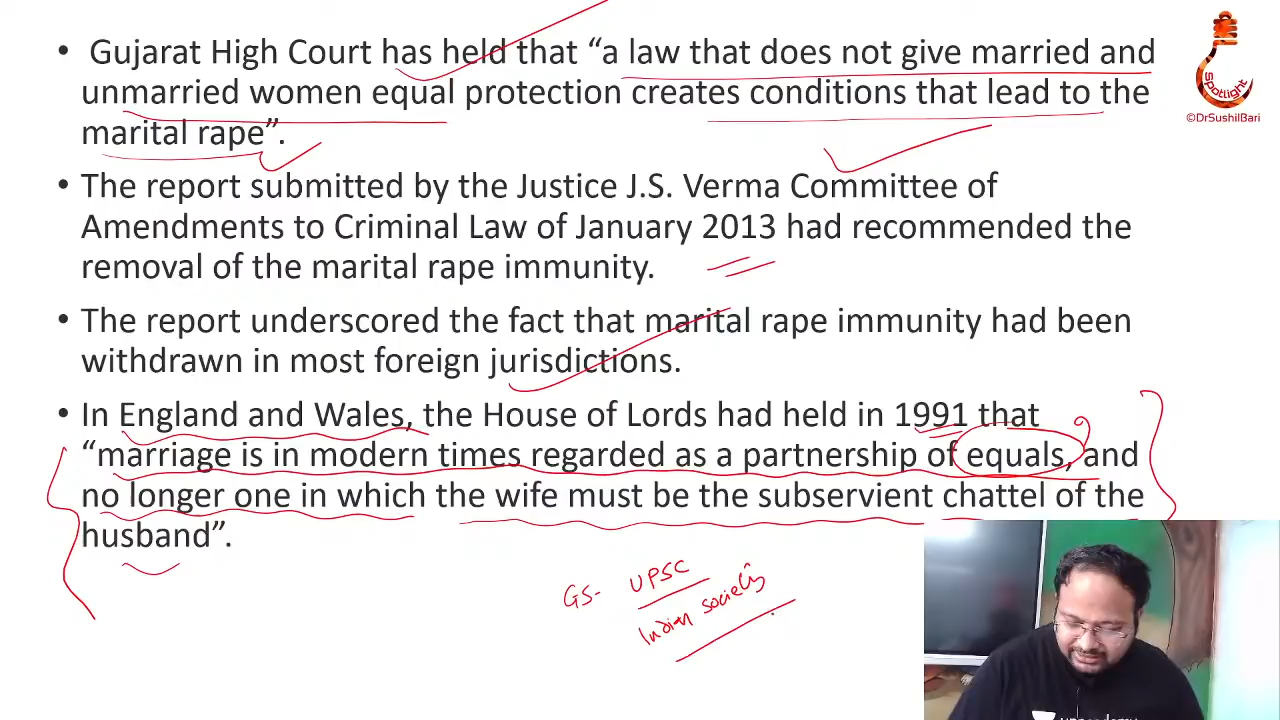 • Gujarat High Court has held that “a law that does not give married and
unmarried women equal protection creates conditions that lead to the
marital rape”.
• The report submitted by the Justice J.S. Verma Committee of
Amendments to Criminal Law of January 2013 had recommended the
removal of the marital rape immunity.
• The report underscored the fact that marital rape immunity had been
withdrawn in most foreign jurisdictions.
• In England and Wales, the House of Lords had held in 1991 that
“marriage is in modern times regarded as a partnership of equals, and
no longer one in which the wife must be the subservient chattel of the
husband”.
GS- UPSC
Indian society
Spotlight
©DrSushilBari